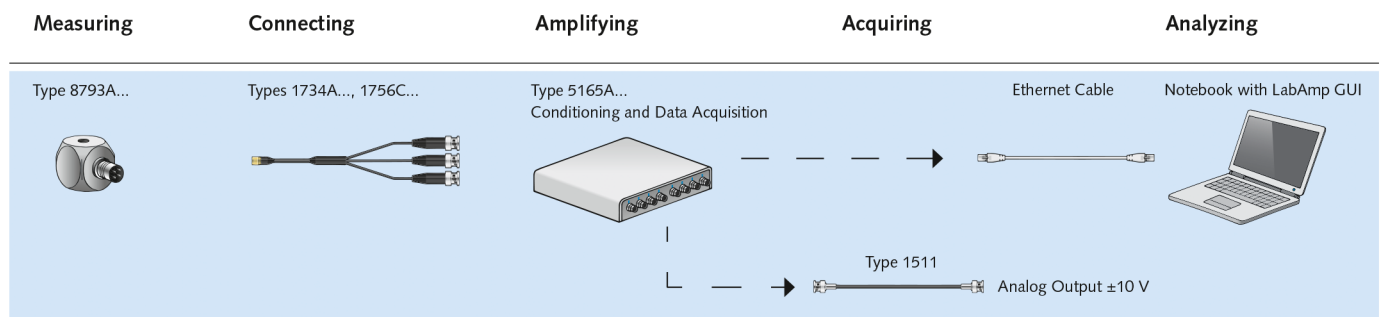 Measuring
Connecting
Amplifying
Acquiring
Analyzing
Type 8793A...
Types 1734A..., 1756C...
Type 5165A...
Conditioning and Data Acquisition
Ethernet Cable
Notebook with LabAmp GUI
Type 1511
Analog Output ±10 V